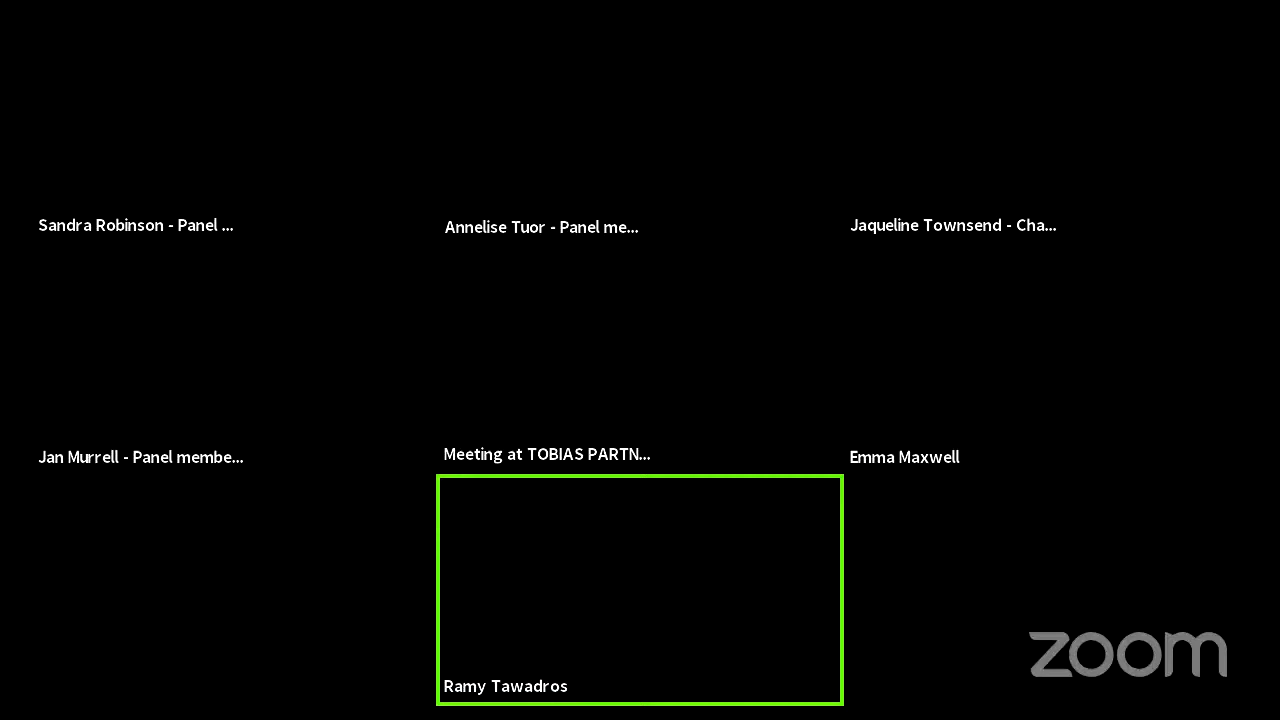 Sandra Robinson - Panel ...
Annelise Tuor - Panel me...
Jaqueline Townsend - Cha...
Jan Murrell - Panel membe...
Meeting at TOBIAS PARTN...
Emma Maxwell
Ramy Tawadros
zoom